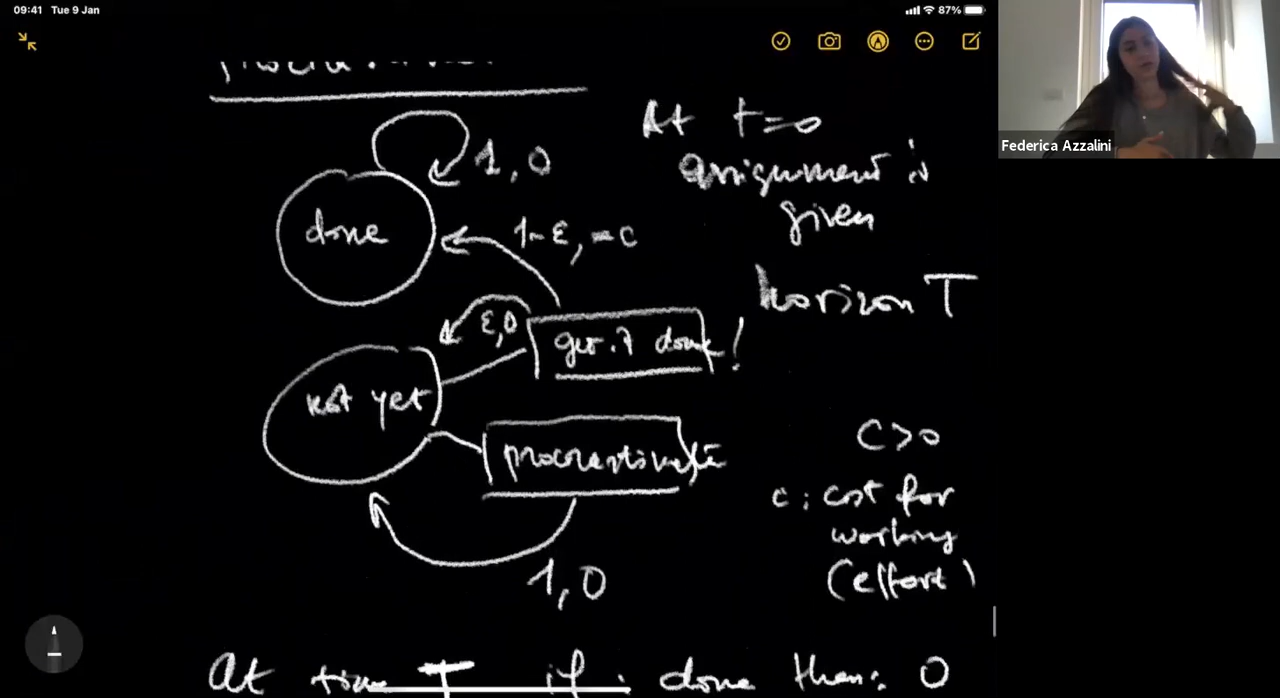 09:41 Tue 9 Jan
87%
Federica Azzalini
At t=0
assignment is
given
1, 0
done
1-ε, -c
horizon T
ε, 0
get it done!
not yet
procrastinate
1, 0
c>0
c: cost for
working
(effort)
At time T if: done then: 0